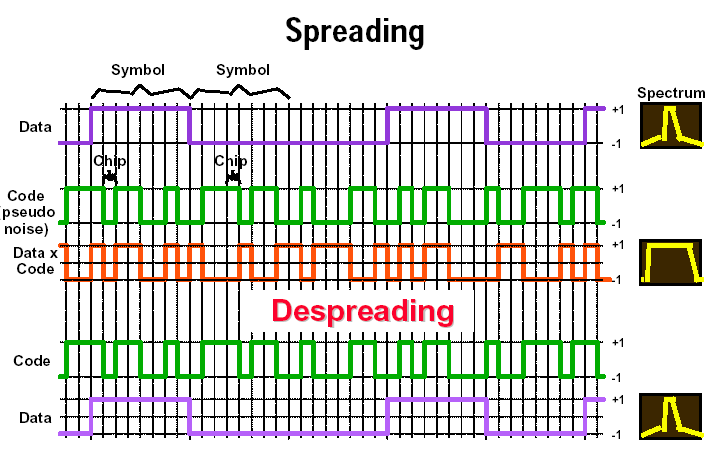 Spreading
Symbol Symbol
Spectrum
+1
Data
-1
Chip Chip
Code
(pseudo
noise)
+1
-1
Data x
Code
+1
-1
Despreading
+1
Code
-1
+1
Data
-1